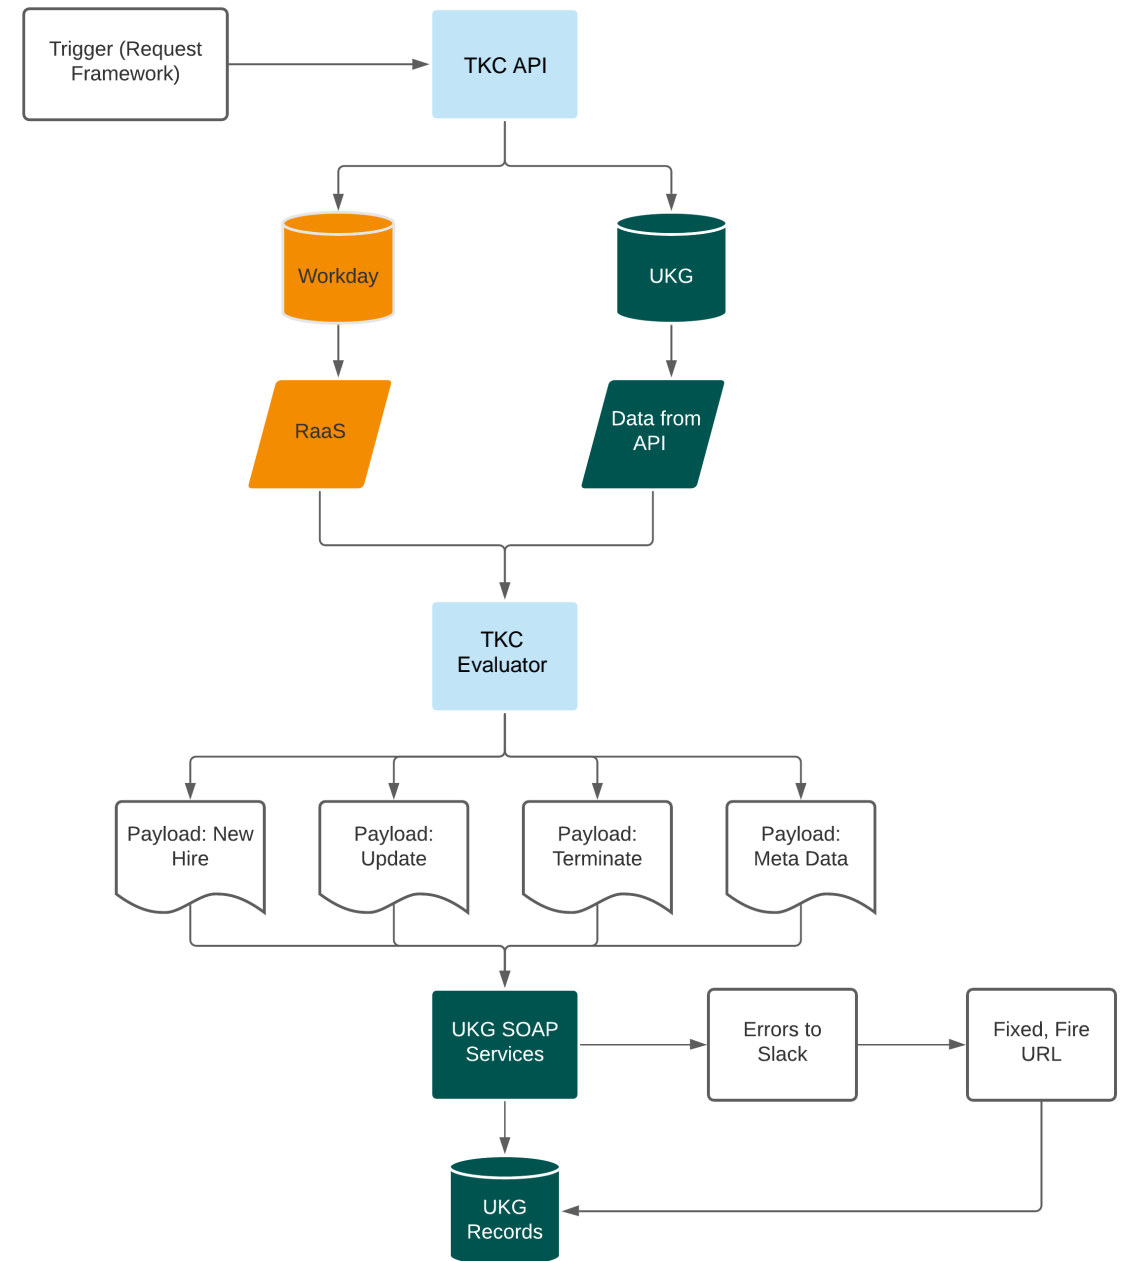 Trigger (Request
Framework)
TKC API
Workday
UKG
RaaS
Data from
API
TKC
Evaluator
Payload: New
Hire
Payload:
Update
Payload:
Terminate
Payload:
Meta Data
UKG SOAP
Services
Errors to
Slack
Fixed, Fire
URL
UKG
Records